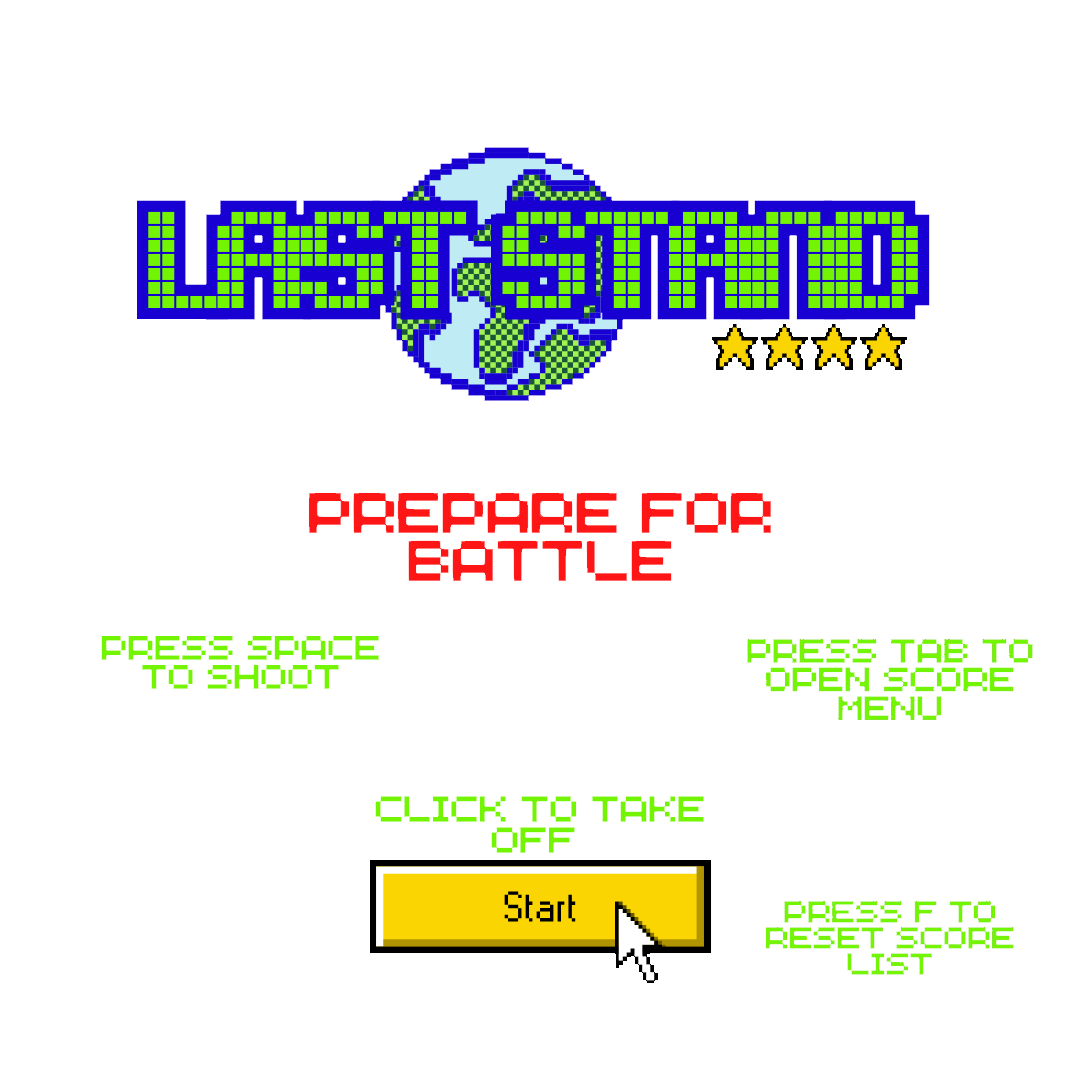 LAST STAND
PREPARE FOR
BATTLE
PRESS SPACE
TO SHOOT
PRESS TAB TO
OPEN SCORE
MENU
CLICK TO TAKE
OFF
Start
PRESS F TO
RESET SCORE
LIST